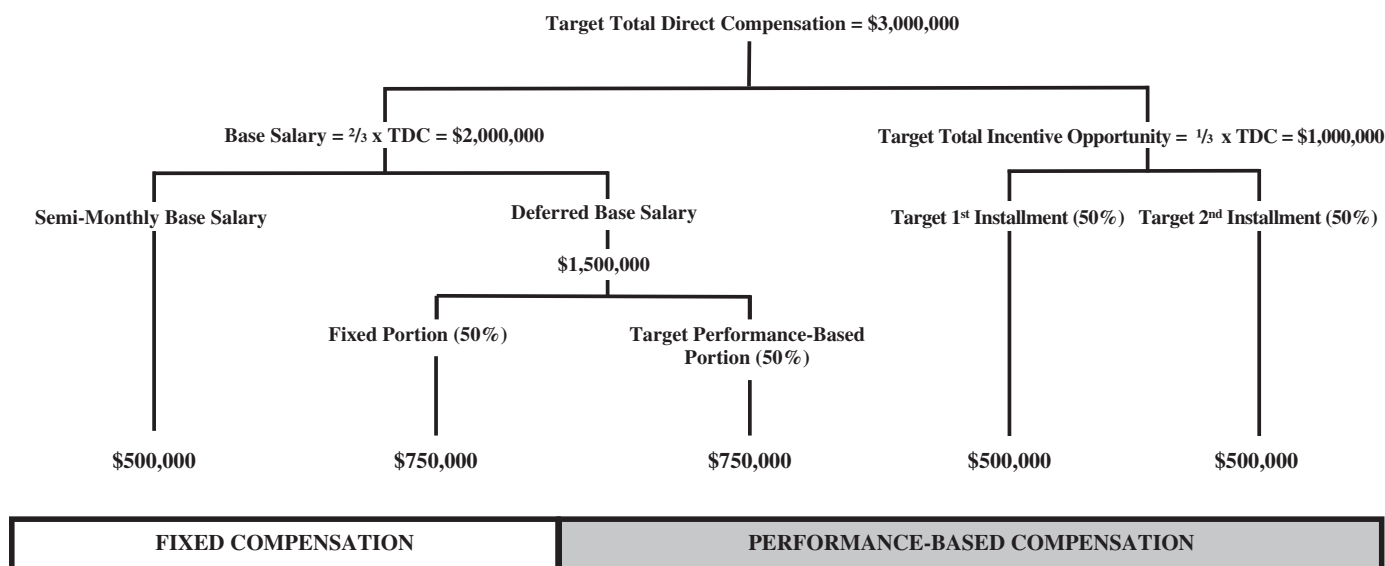 Target Total Direct Compensation = $3,000,000
Base Salary = 2/3 x TDC = $2,000,000
Target Total Incentive Opportunity = 1/3 x TDC = $1,000,000
Semi-Monthly Base Salary
Deferred Base Salary
Target 1st Installment (50%)
Target 2nd Installment (50%)
$1,500,000
Fixed Portion (50%)
Target Performance-Based
Portion (50%)
$500,000
$750,000
$750,000
$500,000
$500,000
FIXED COMPENSATION
PERFORMANCE-BASED COMPENSATION